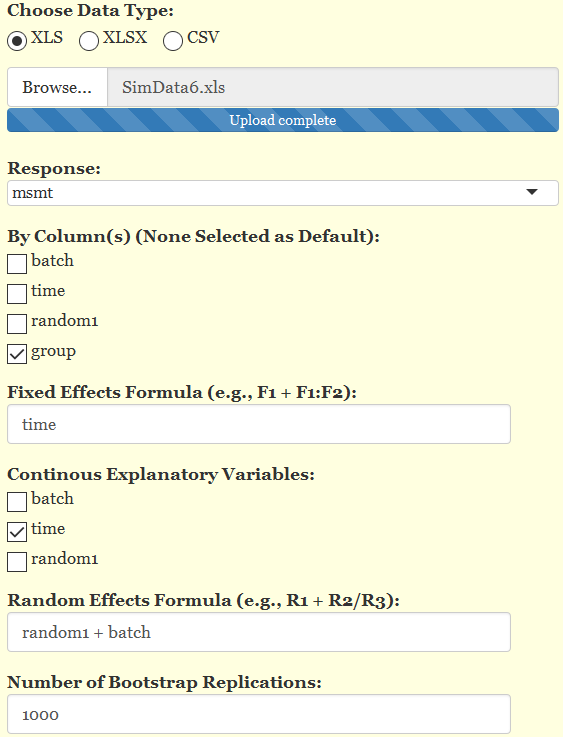 Choose Data Type:
XLS XLSX CSV
Browse... SimData6.xls
Upload complete
Response:
msmt
By Column(s) (None Selected as Default):
batch
time
random1
group
Fixed Effects Formula (e.g., F1 + F1:F2):
time
Continous Explanatory Variables:
batch
time
random1
Random Effects Formula (e.g., R1 + R2/R3):
random1 + batch
Number of Bootstrap Replications:
1000